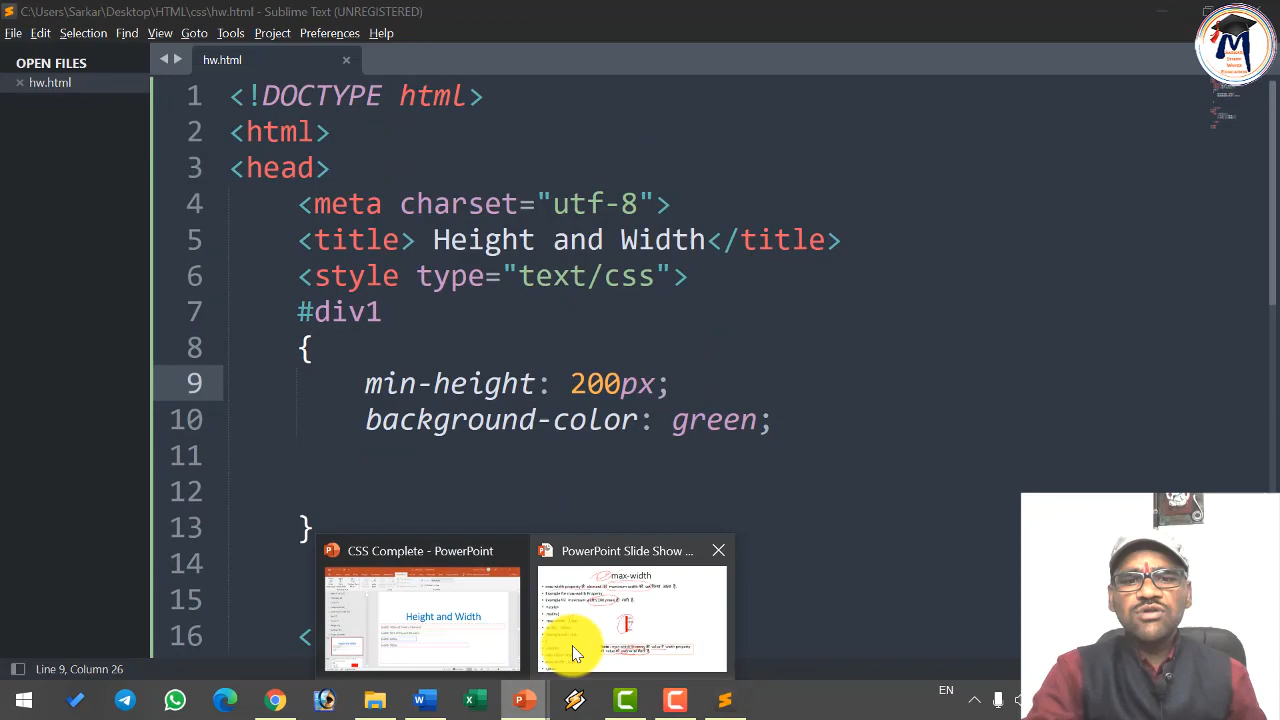 C:\Users\Sarkar\Desktop\HTML\css\hw.html - Sublime Text (UNREGISTERED)
File Edit Selection Find View Goto Tools Project Preferences Help
OPEN FILES
hw.html
hw.html
1 <!DOCTYPE html>
2 <html>
3 <head>
4 <meta charset="utf-8">
5 <title> Height and Width</title>
6 <style type="text/css">
7 #div1
8 {
9 min-height: 200px;
10 background-color: green;
11
12
13 }
14
15
16 <
CSS Complete - PowerPoint
PowerPoint Slide Show ...
Height and Width
max-width
Line 9, Column 26
EN
M